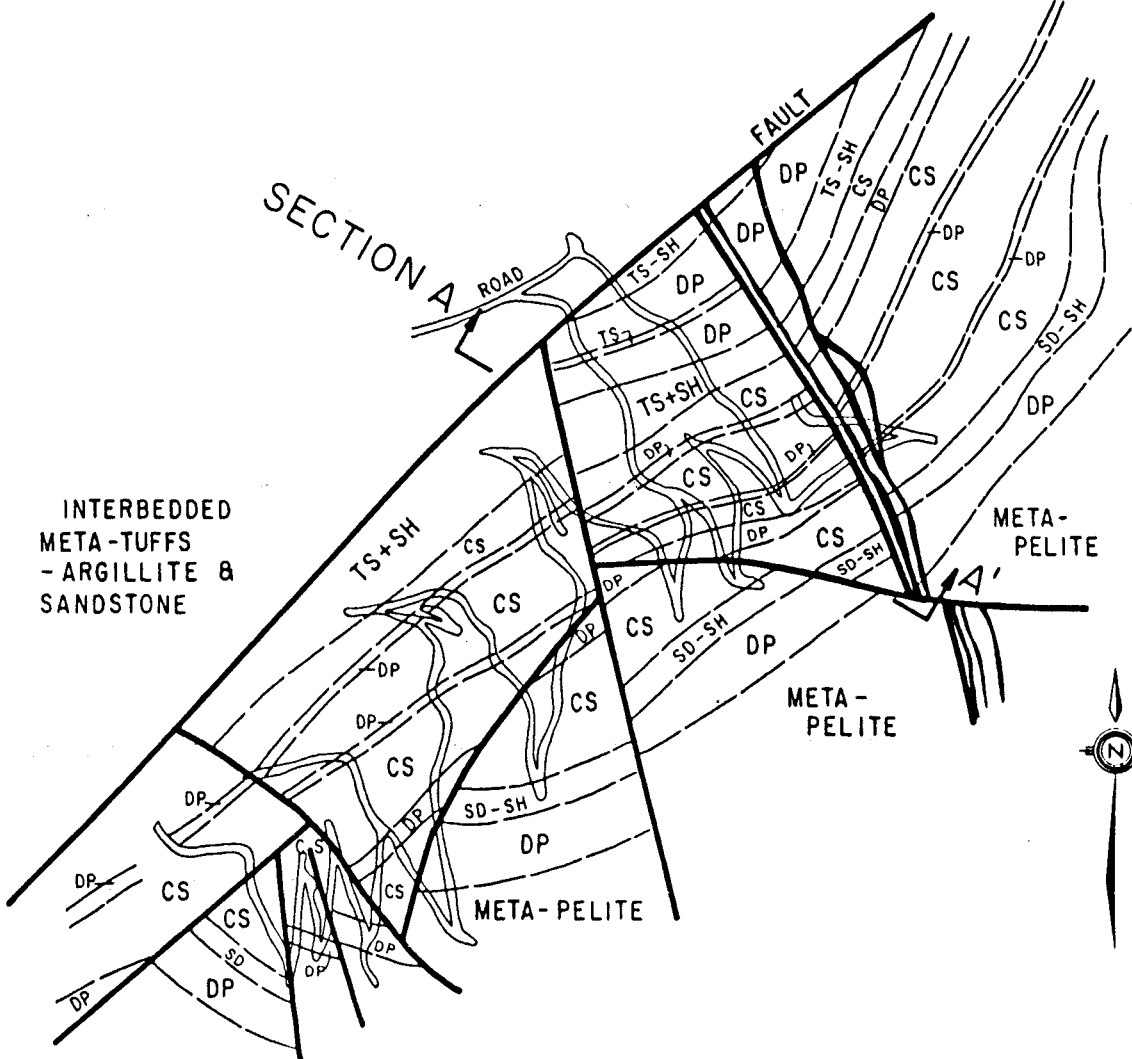 FAULT
DP
TS-SH
CS
DP
CS
SECTION A
DP
-DP
-DP
ROAD
TS-SH
DP
CS
CS
TS
DP
SD-SH
TS+SH
CS
DP
DP
DP
CS
INTERBEDDED
META-TUFFS
-ARGILLITE &
SANDSTONE
TS+SH
CS
CS
DP
CS
SD-SH
META-
PELITE
A'
CS
DP
DP
CS
SD-SH
DP
-DP
DP-
CS
META-
PELITE
N
CS
DP-
DP
SD-SH
DP
CS
DP-
CS
CS
CS
META-PELITE
SD
DP
DP
DP
DP